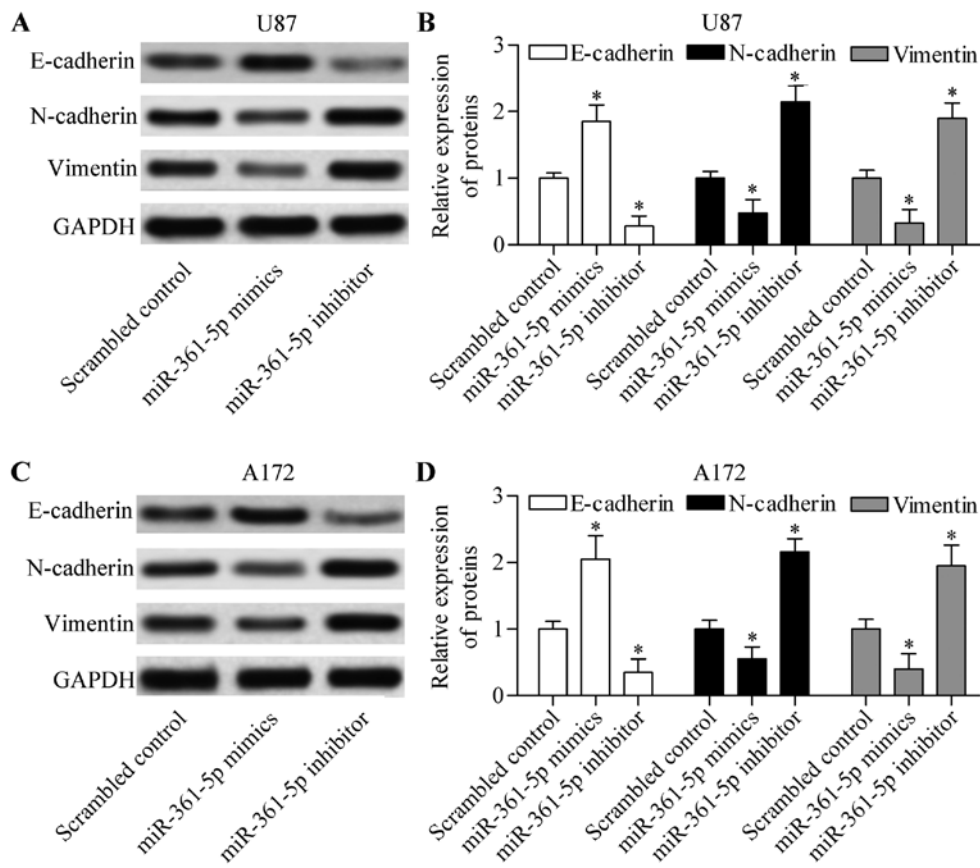 A
U87
E-cadherin
N-cadherin
Vimentin
GAPDH
Scrambled control
miR-361-5p mimics
miR-361-5p inhibitor
B
U87
E-cadherin N-cadherin Vimentin
Relative expression
of proteins
3
2
1
0
* * * * * *
Scrambled control
miR-361-5p mimics
miR-361-5p inhibitor
Scrambled control
miR-361-5p mimics
miR-361-5p inhibitor
Scrambled control
miR-361-5p mimics
miR-361-5p inhibitor
C
A172
E-cadherin
N-cadherin
Vimentin
GAPDH
Scrambled control
miR-361-5p mimics
miR-361-5p inhibitor
D
A172
E-cadherin N-cadherin Vimentin
Relative expression
of proteins
3
2
1
0
* * * * * *
Scrambled control
miR-361-5p mimics
miR-361-5p inhibitor
Scrambled control
miR-361-5p mimics
miR-361-5p inhibitor
Scrambled control
miR-361-5p mimics
miR-361-5p inhibitor